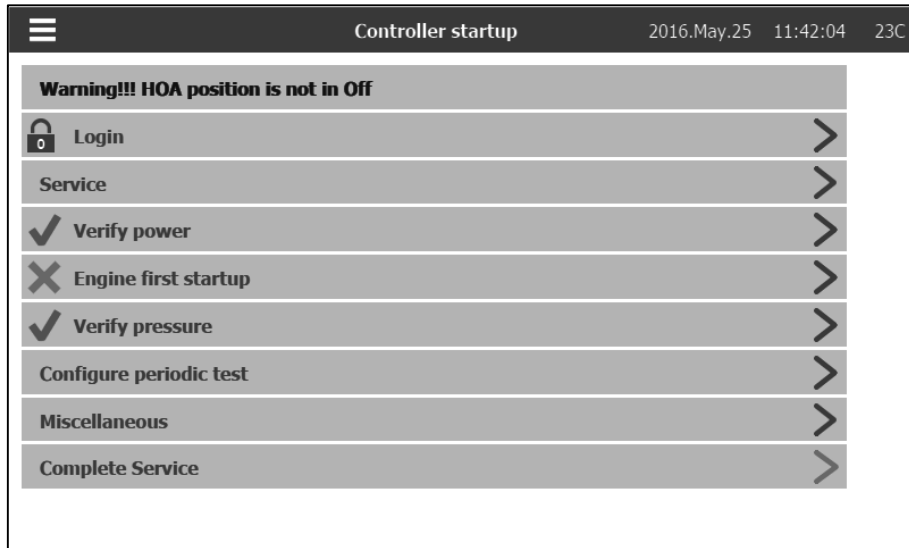 Controller startup 2016.May.25 11:42:04 23C
Warning!!! HOA position is not in Off
0 Login
Service
Verify power
Engine first startup
Verify pressure
Configure periodic test
Miscellaneous
Complete Service